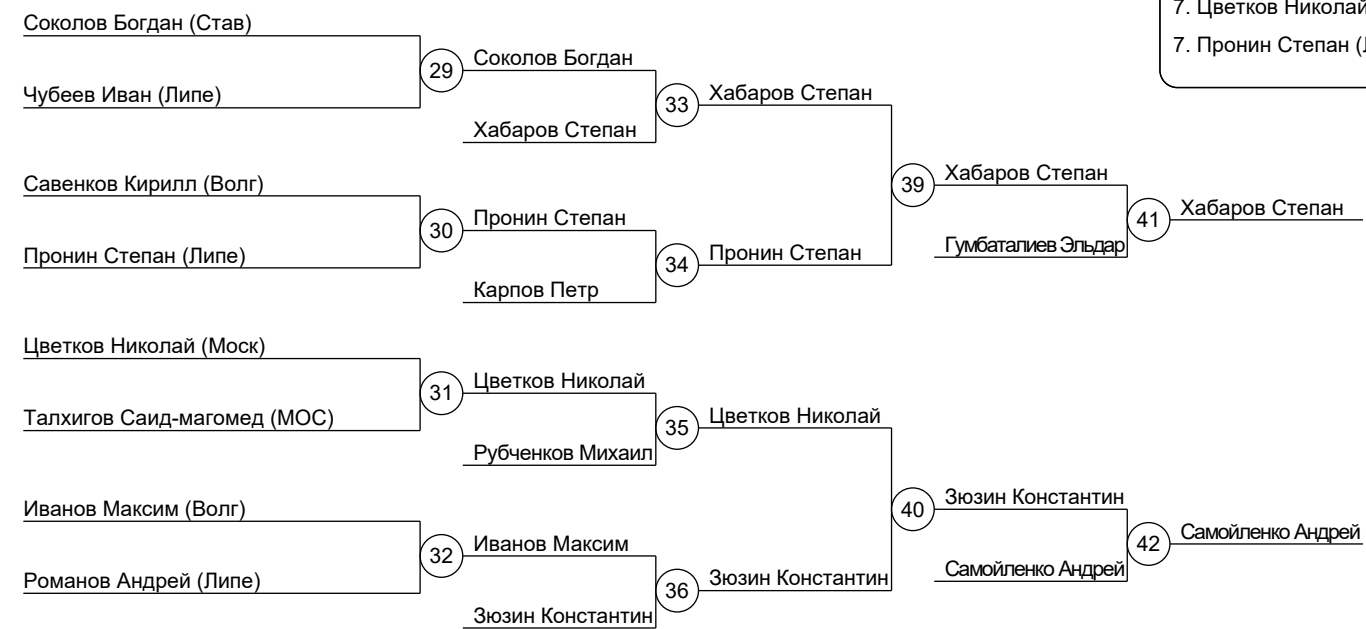 7. Цветков Николай
7. Пронин Степан
Соколов Богдан (Став)
29
Соколов Богдан
Чубеев Иван (Липе)
33
Хабаров Степан
Хабаров Степан
Савенков Кирилл (Волг)
30
Пронин Степан
Пронин Степан (Липе)
34
Пронин Степан
Карпов Петр
39
Хабаров Степан
41
Хабаров Степан
Гумбаталиев Эльдар
Цветков Николай (Моск)
31
Цветков Николай
Талхигов Саид-магомед (МОС)
35
Цветков Николай
Рубченков Михаил
Иванов Максим (Волг)
32
Иванов Максим
Романов Андрей (Липе)
36
Зюзин Константин
Зюзин Константин
40
Зюзин Константин
42
Самойленко Андрей
Самойленко Андрей